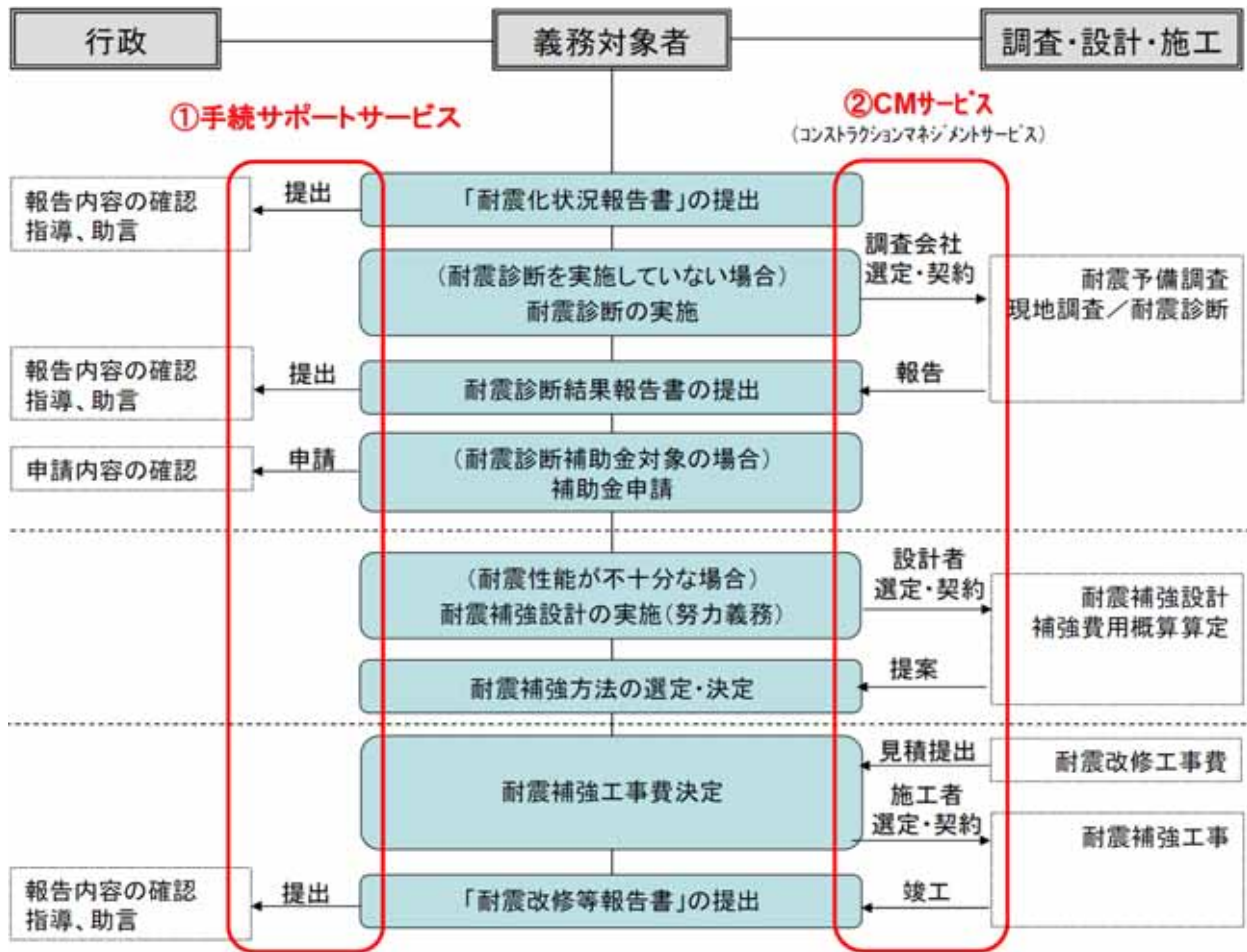 行政
義務対象者
調査・設計・施工
①手続サポートサービス
②CMサービス
(コンストラクションマネジメントサービス)
報告内容の確認
指導、助言
提出
「耐震化状況報告書」の提出
(耐震診断を実施していない場合)
耐震診断の実施
調査会社
選定・契約
耐震予備調査
現地調査／耐震診断
報告内容の確認
指導、助言
提出
耐震診断結果報告書の提出
報告
申請内容の確認
申請
(耐震診断補助金対象の場合)
補助金申請
(耐震性能が不十分な場合)
耐震補強設計の実施(努力義務)
設計者
選定・契約
耐震補強設計
補強費用概算算定
耐震補強方法の選定・決定
提案
耐震補強工事費決定
見積提出
耐震改修工事費
施工者
選定・契約
耐震補強工事
報告内容の確認
指導、助言
提出
「耐震改修等報告書」の提出
竣工